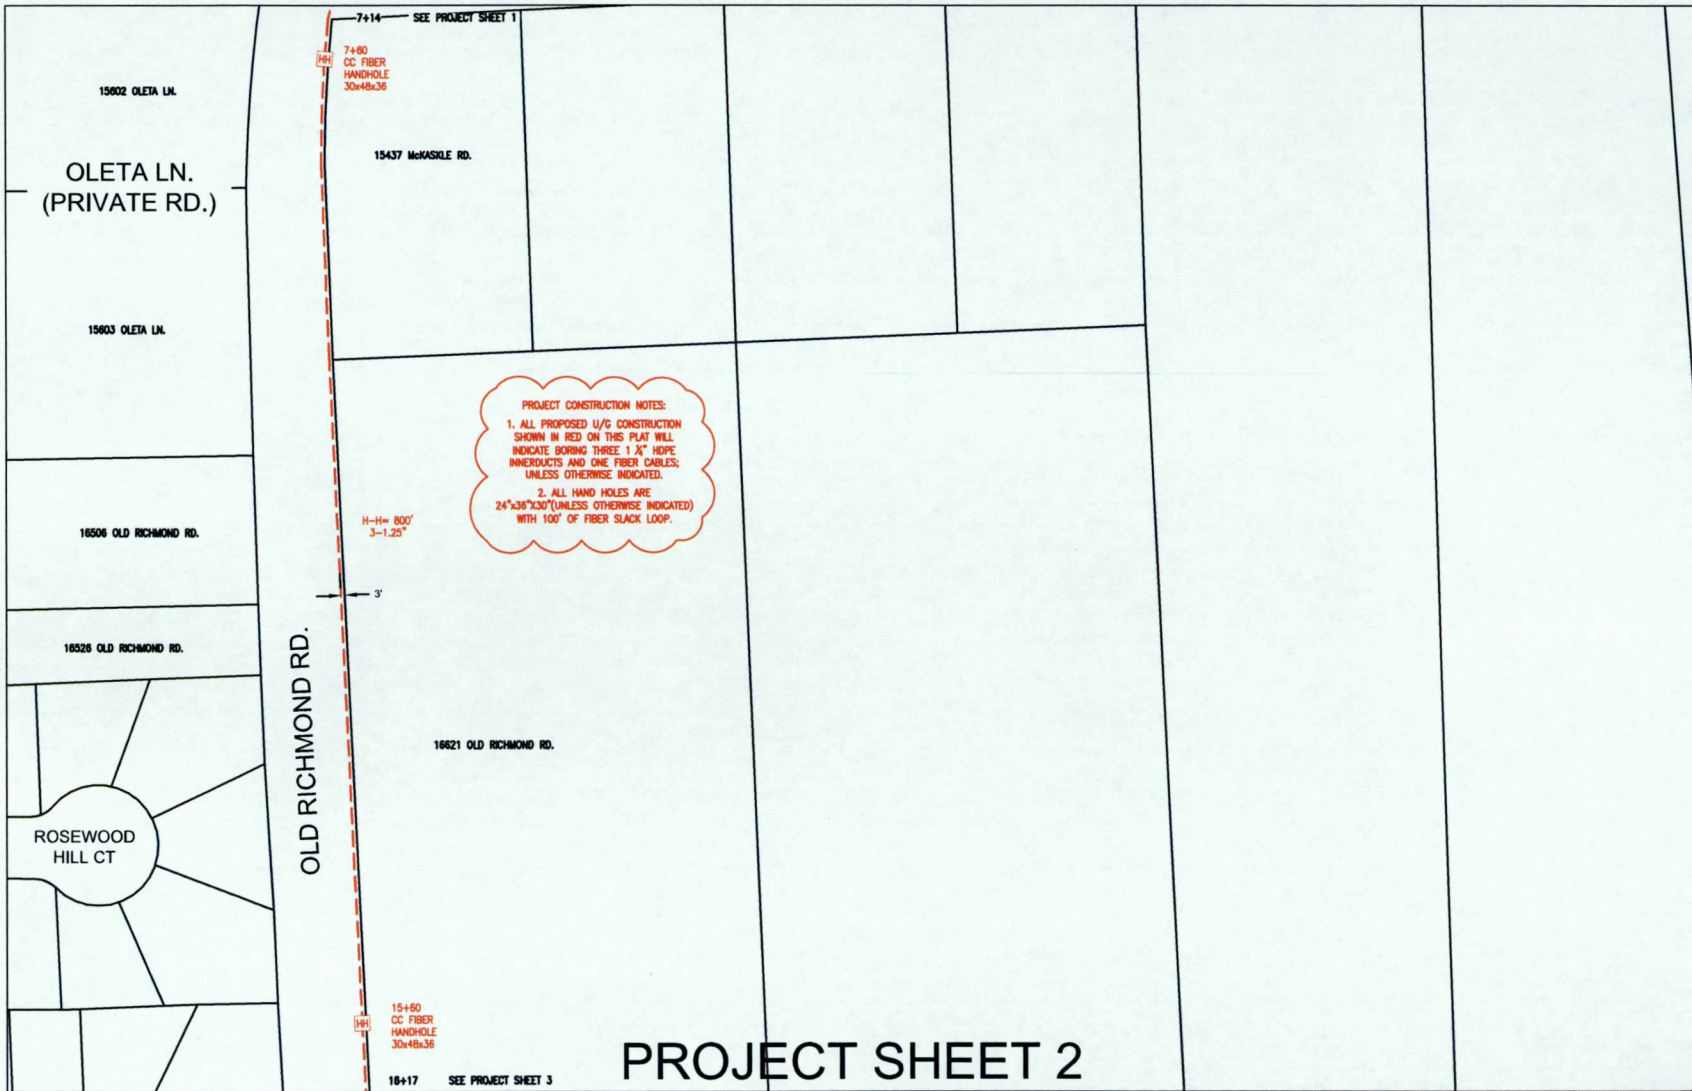 7+14 SEE PROJECT SHEET 1
HH
7+60
CC FIBER
HANDHOLE
30x48x36
15602 OLETA LN.
15437 McKASKLE RD.
OLETA LN.
(PRIVATE RD.)
15603 OLETA LN.
PROJECT CONSTRUCTION NOTES:
1. ALL PROPOSED U/G CONSTRUCTION
SHOWN IN RED ON THIS PLAT WILL
INDICATE BORING THREE 1 ¼" HDPE
INNERDUCTS AND ONE FIBER CABLES;
UNLESS OTHERWISE INDICATED.
2. ALL HAND HOLES ARE
24"x36"X30"(UNLESS OTHERWISE INDICATED)
WITH 100' OF FIBER SLACK LOOP.
H-H= 800'
3-1.25"
16506 OLD RICHMOND RD.
3'
16526 OLD RICHMOND RD.
OLD RICHMOND RD.
16621 OLD RICHMOND RD.
ROSEWOOD
HILL CT
15+60
CC FIBER
HANDHOLE
30x48x36
HH
16+17 SEE PROJECT SHEET 3
PROJECT SHEET 2